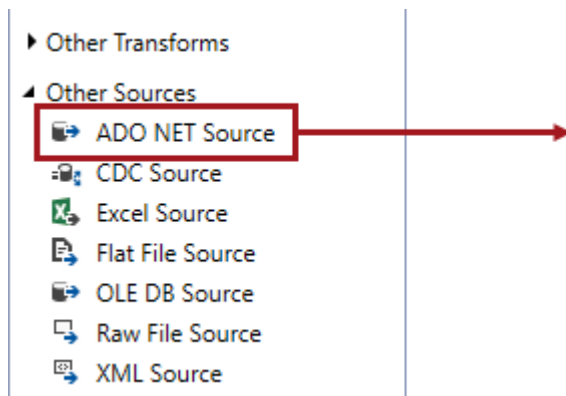 Other Transforms
Other Sources
ADO NET Source
CDC Source
Excel Source
Flat File Source
OLE DB Source
Raw File Source
XML Source